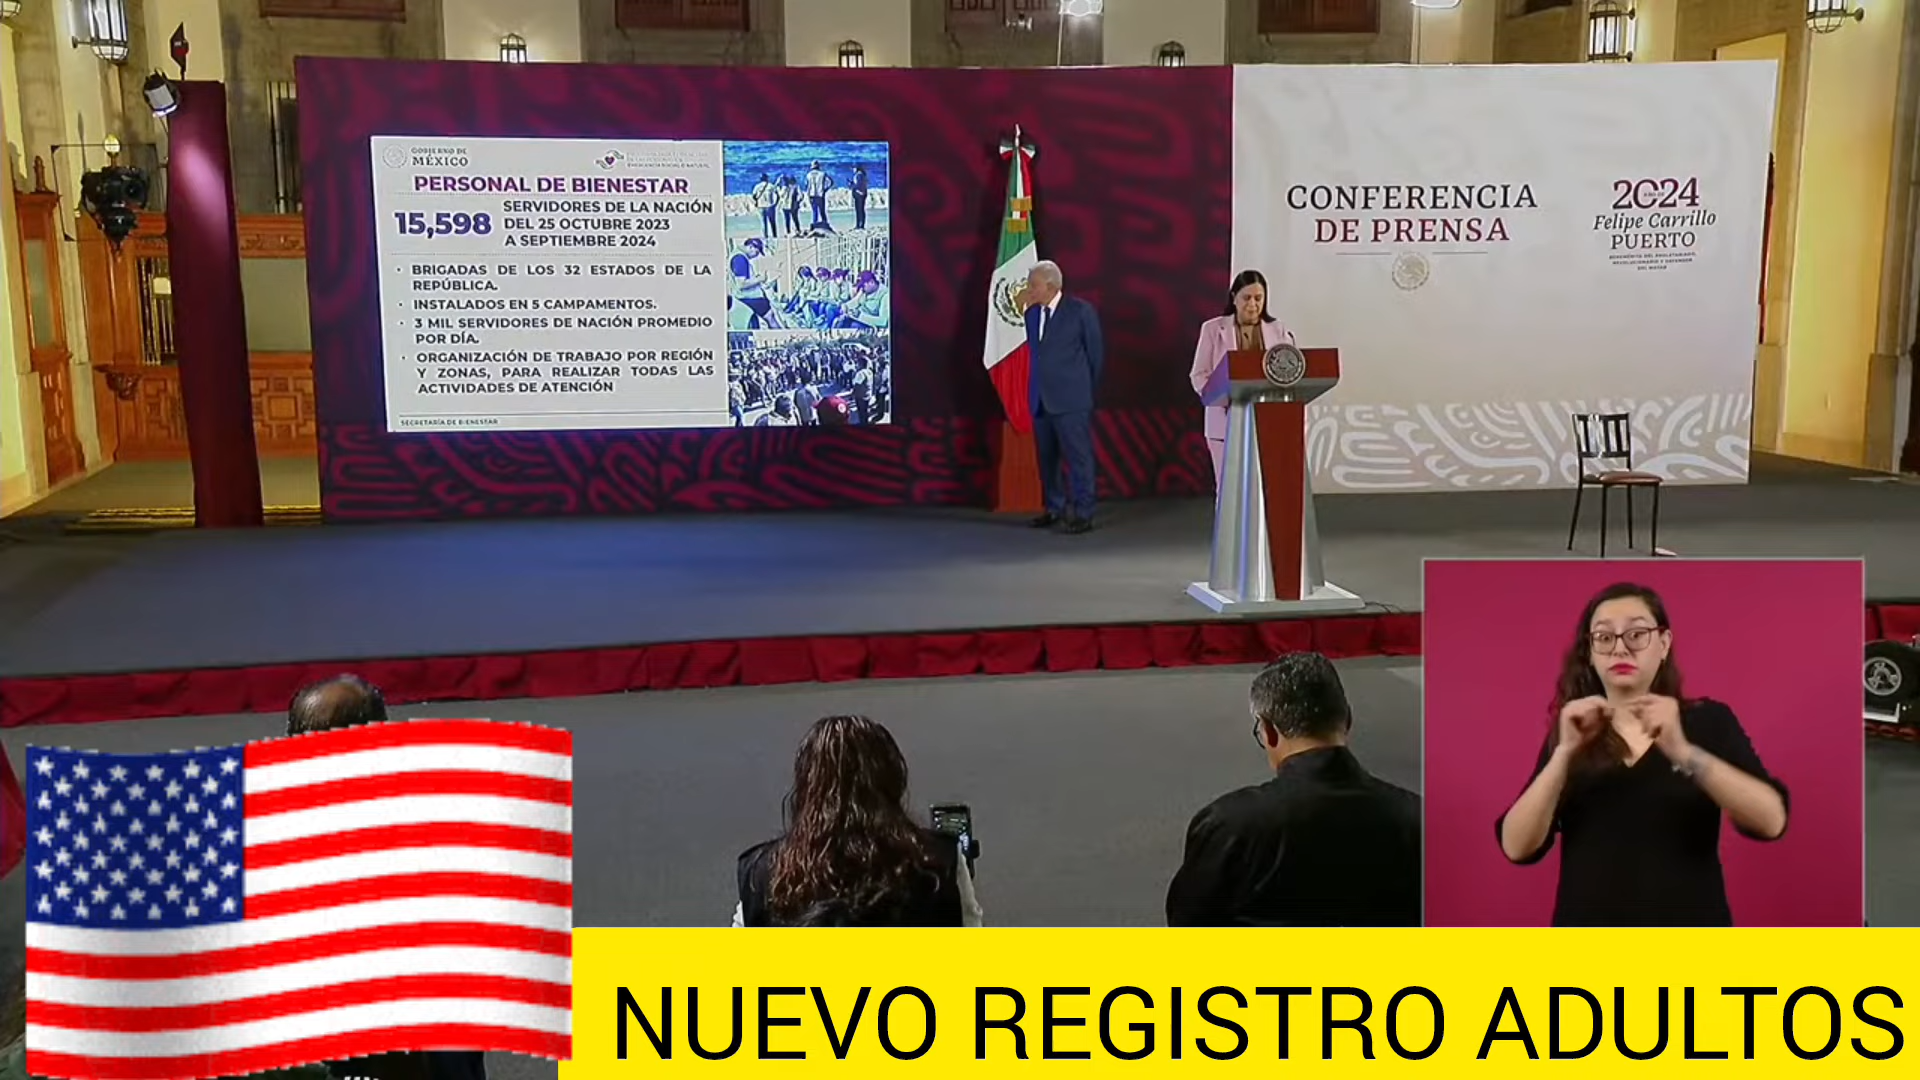 GOBIERNO DE
MÉXICO
PERSONAL DE BIENESTAR
15,598
SERVIDORES DE LA NACIÓN
DEL 25 OCTUBRE 2023
A SEPTIEMBRE 2024
• BRIGADAS DE LOS 32 ESTADOS DE LA
REPÚBLICA.
• INSTALADOS EN 5 CAMPAMENTOS.
• 3 MIL SERVIDORES DE NACIÓN PROMEDIO
POR DÍA.
• ORGANIZACIÓN DE TRABAJO POR REGIÓN
Y ZONAS, PARA REALIZAR TODAS LAS
ACTIVIDADES DE ATENCIÓN
SECRETARÍA DE BIENESTAR
CONFERENCIA
DE PRENSA
2024
Felipe Carrillo
PUERTO
NUEVO REGISTRO ADULTOS